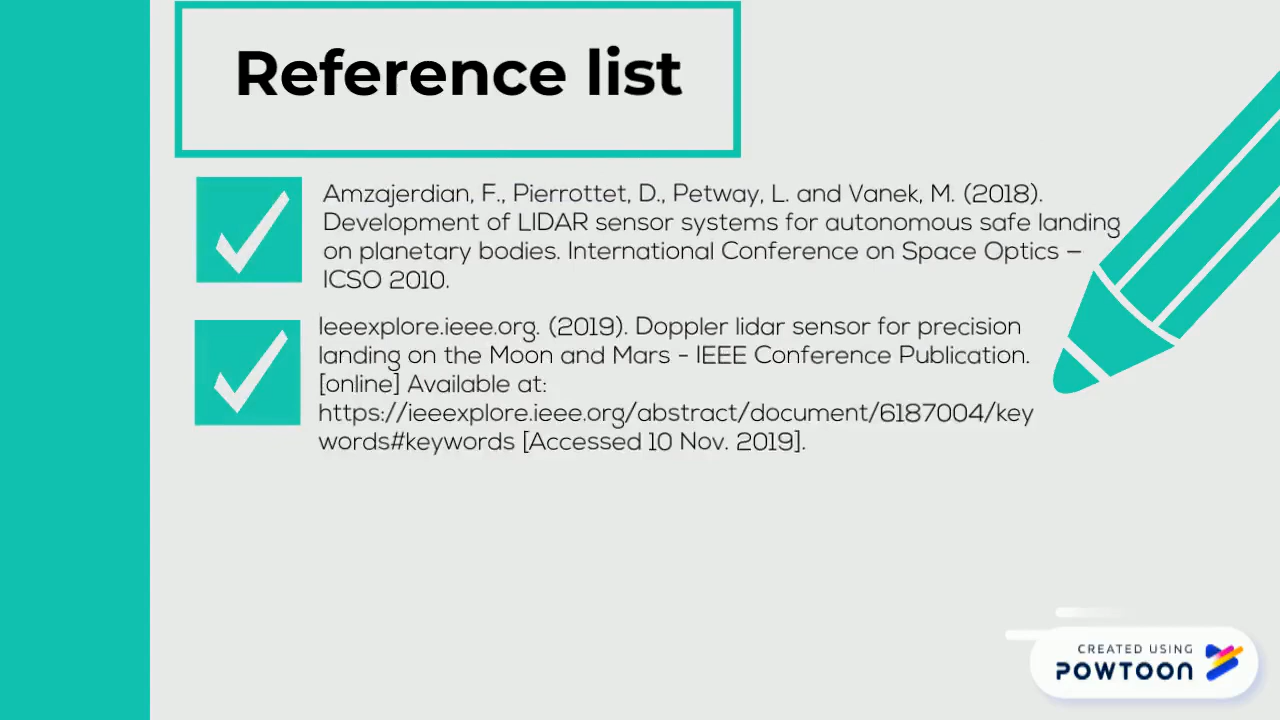 Reference list
Amzajerdian, F., Pierrottet, D., Petway, L. and Vanek, M. (2018).
Development of LIDAR sensor systems for autonomous safe landing
on planetary bodies. International Conference on Space Optics —
ICSO 2010.
Ieeexplore.ieee.org. (2019). Doppler lidar sensor for precision
landing on the Moon and Mars - IEEE Conference Publication.
[online] Available at:
https://ieeexplore.ieee.org/abstract/document/6187004/key
words#keywords [Accessed 10 Nov. 2019].
CREATED USING
POWTOON